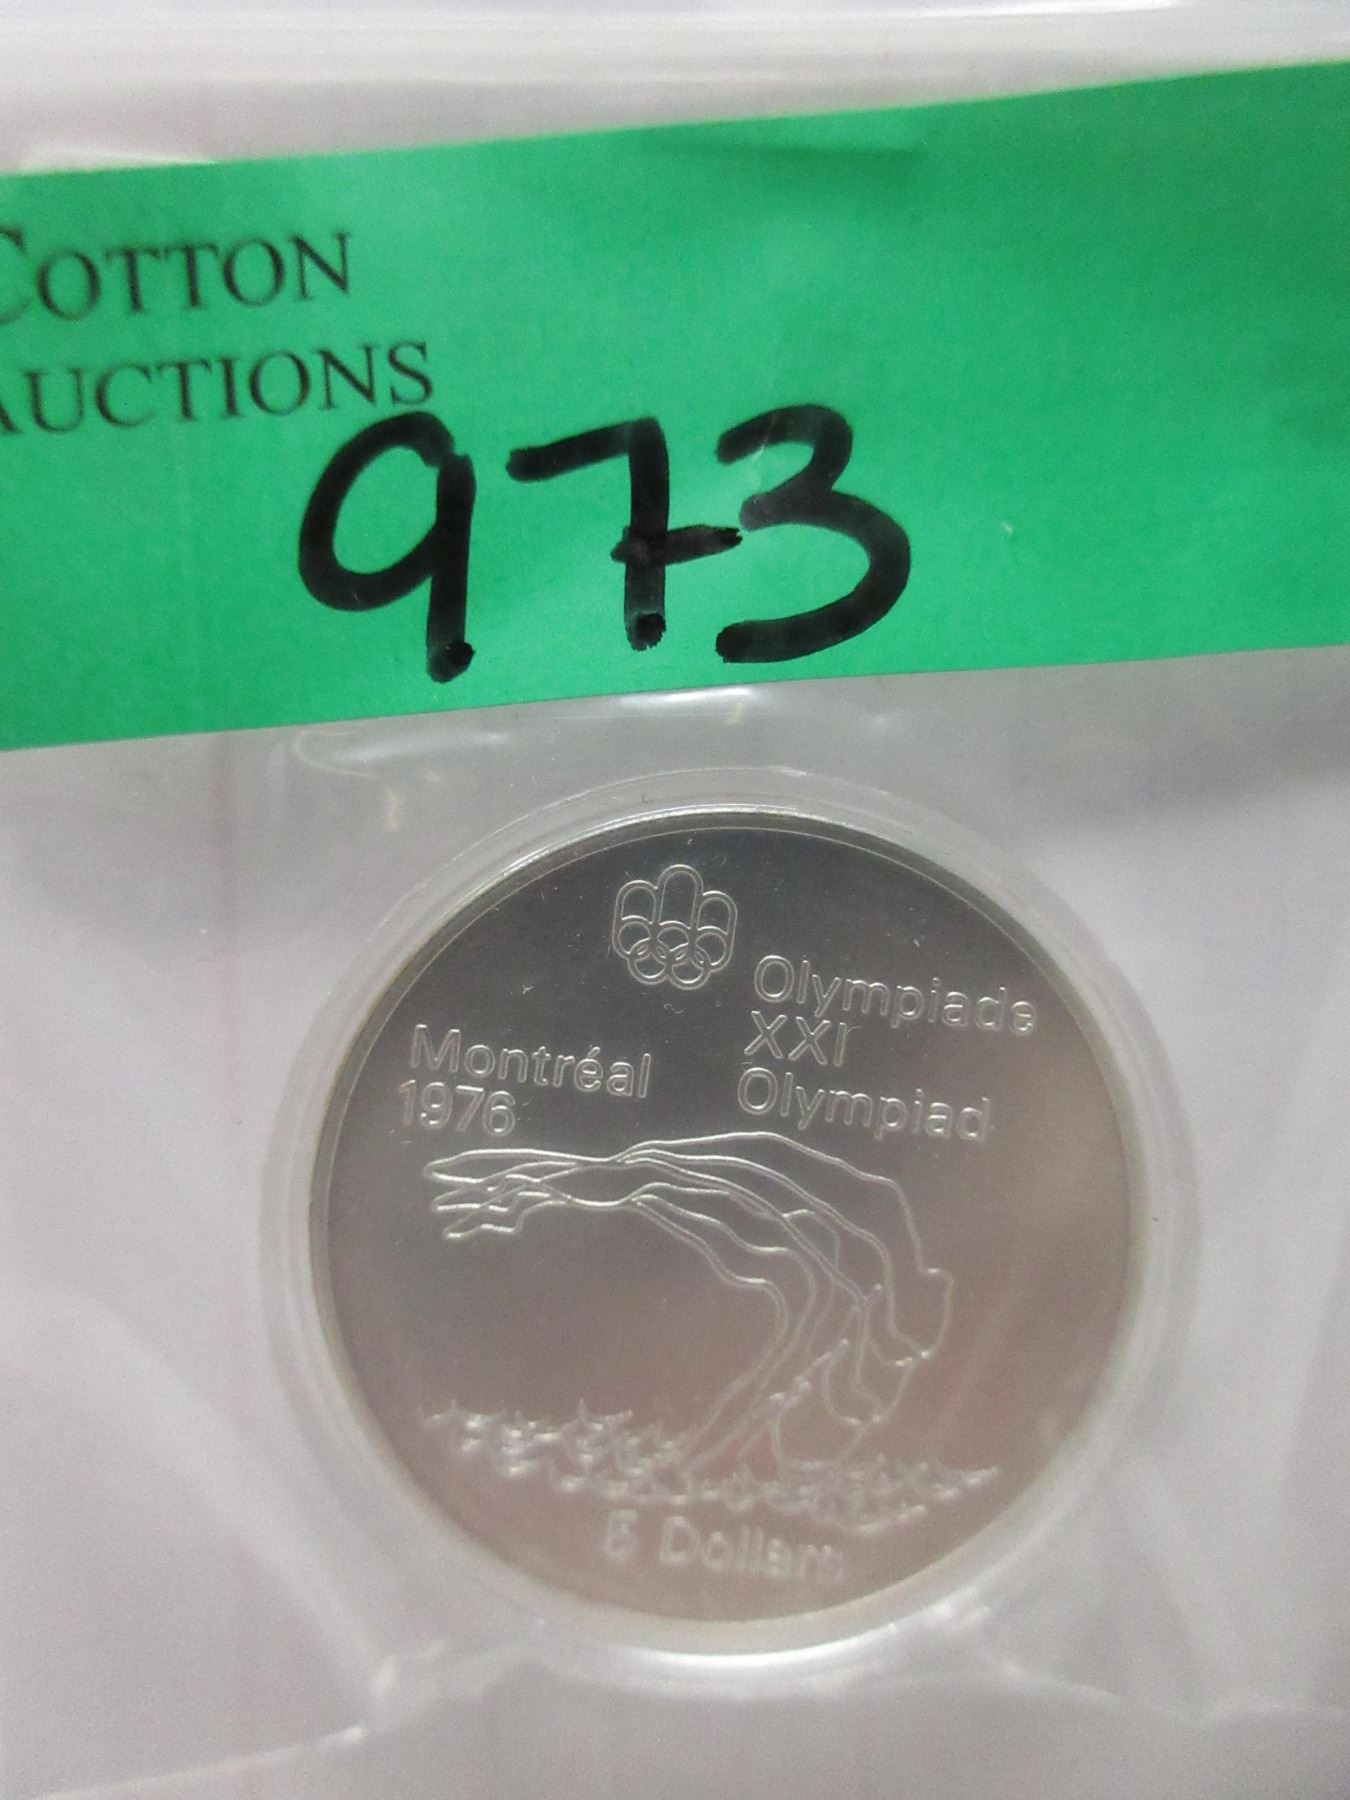 COTTON
AUCTIONS
973
Olympiade
XXI
Olympiad
Montréal
1976
5 Dollars